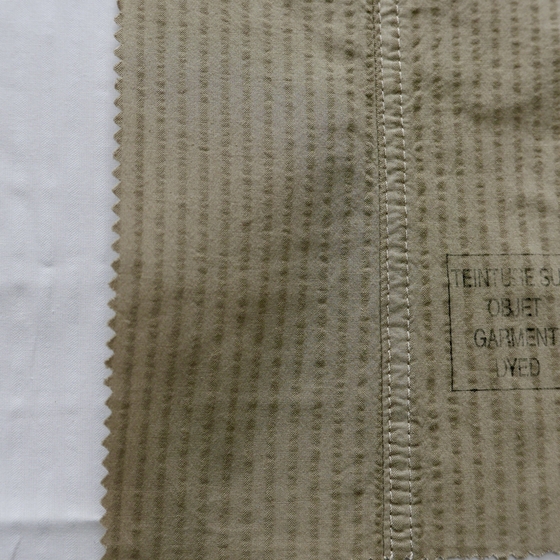 TEINTURE SU
OBJET
GARMENT
DYED